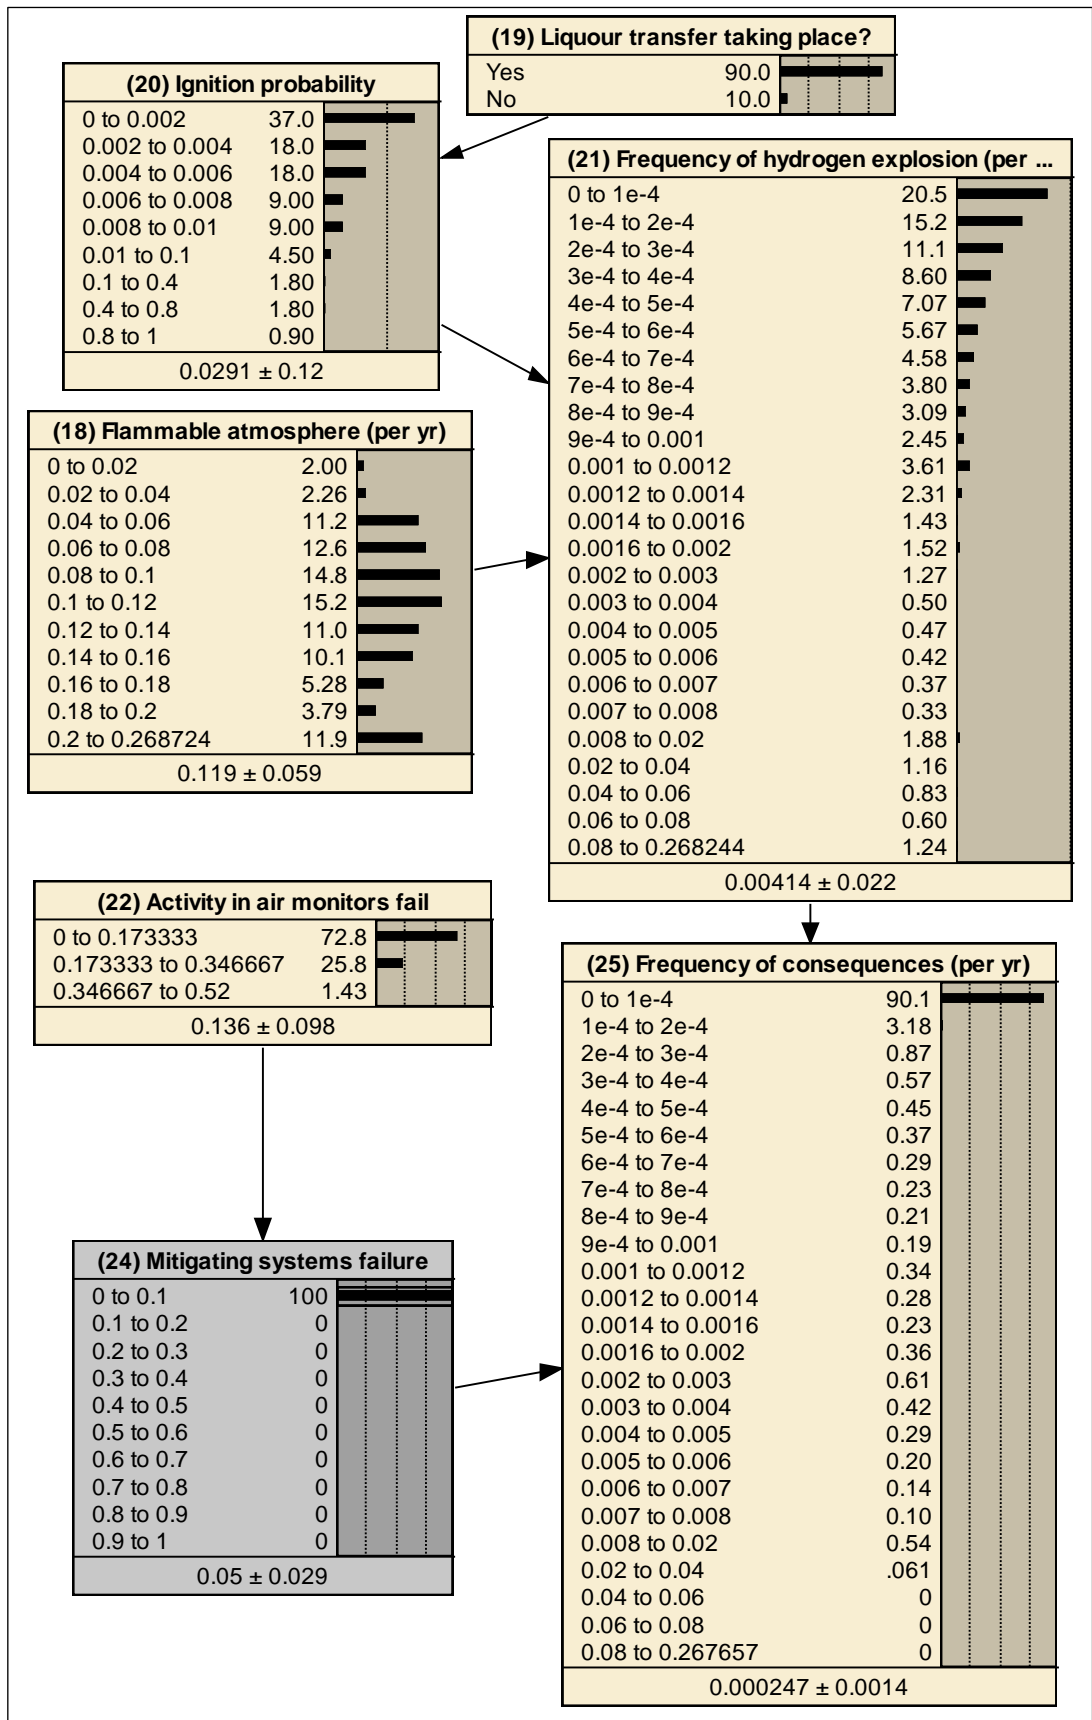 (19) Liquour transfer taking place?
Yes 90.0
No 10.0
(20) Ignition probability
0 to 0.002 37.0
0.002 to 0.004 18.0
0.004 to 0.006 18.0
0.006 to 0.008 9.00
0.008 to 0.01 9.00
0.01 to 0.1 4.50
0.1 to 0.4 1.80
0.4 to 0.8 1.80
0.8 to 1 0.90
0.0291 ± 0.12
(21) Frequency of hydrogen explosion (per ...
0 to 1e-4 20.5
1e-4 to 2e-4 15.2
2e-4 to 3e-4 11.1
3e-4 to 4e-4 8.60
4e-4 to 5e-4 7.07
5e-4 to 6e-4 5.67
6e-4 to 7e-4 4.58
7e-4 to 8e-4 3.80
8e-4 to 9e-4 3.09
9e-4 to 0.001 2.45
0.001 to 0.0012 3.61
0.0012 to 0.0014 2.31
0.0014 to 0.0016 1.43
0.0016 to 0.002 1.52
0.002 to 0.003 1.27
0.003 to 0.004 0.50
0.004 to 0.005 0.47
0.005 to 0.006 0.42
0.006 to 0.007 0.37
0.007 to 0.008 0.33
0.008 to 0.02 1.88
0.02 to 0.04 1.16
0.04 to 0.06 0.83
0.06 to 0.08 0.60
0.08 to 0.268244 1.24
0.00414 ± 0.022
(18) Flammable atmosphere (per yr)
0 to 0.02 2.00
0.02 to 0.04 2.26
0.04 to 0.06 11.2
0.06 to 0.08 12.6
0.08 to 0.1 14.8
0.1 to 0.12 15.2
0.12 to 0.14 11.0
0.14 to 0.16 10.1
0.16 to 0.18 5.28
0.18 to 0.2 3.79
0.2 to 0.268724 11.9
0.119 ± 0.059
(22) Activity in air monitors fail
0 to 0.173333 72.8
0.173333 to 0.346667 25.8
0.346667 to 0.52 1.43
0.136 ± 0.098
(25) Frequency of consequences (per yr)
0 to 1e-4 90.1
1e-4 to 2e-4 3.18
2e-4 to 3e-4 0.87
3e-4 to 4e-4 0.57
4e-4 to 5e-4 0.45
5e-4 to 6e-4 0.37
6e-4 to 7e-4 0.29
7e-4 to 8e-4 0.23
8e-4 to 9e-4 0.21
9e-4 to 0.001 0.19
0.001 to 0.0012 0.34
0.0012 to 0.0014 0.28
0.0014 to 0.0016 0.23
0.0016 to 0.002 0.36
0.002 to 0.003 0.61
0.003 to 0.004 0.42
0.004 to 0.005 0.29
0.005 to 0.006 0.20
0.006 to 0.007 0.14
0.007 to 0.008 0.10
0.008 to 0.02 0.54
0.02 to 0.04 .061
0.04 to 0.06 0
0.06 to 0.08 0
0.08 to 0.267657 0
0.000247 ± 0.0014
(24) Mitigating systems failure
0 to 0.1 100
0.1 to 0.2 0
0.2 to 0.3 0
0.3 to 0.4 0
0.4 to 0.5 0
0.5 to 0.6 0
0.6 to 0.7 0
0.7 to 0.8 0
0.8 to 0.9 0
0.9 to 1 0
0.05 ± 0.029